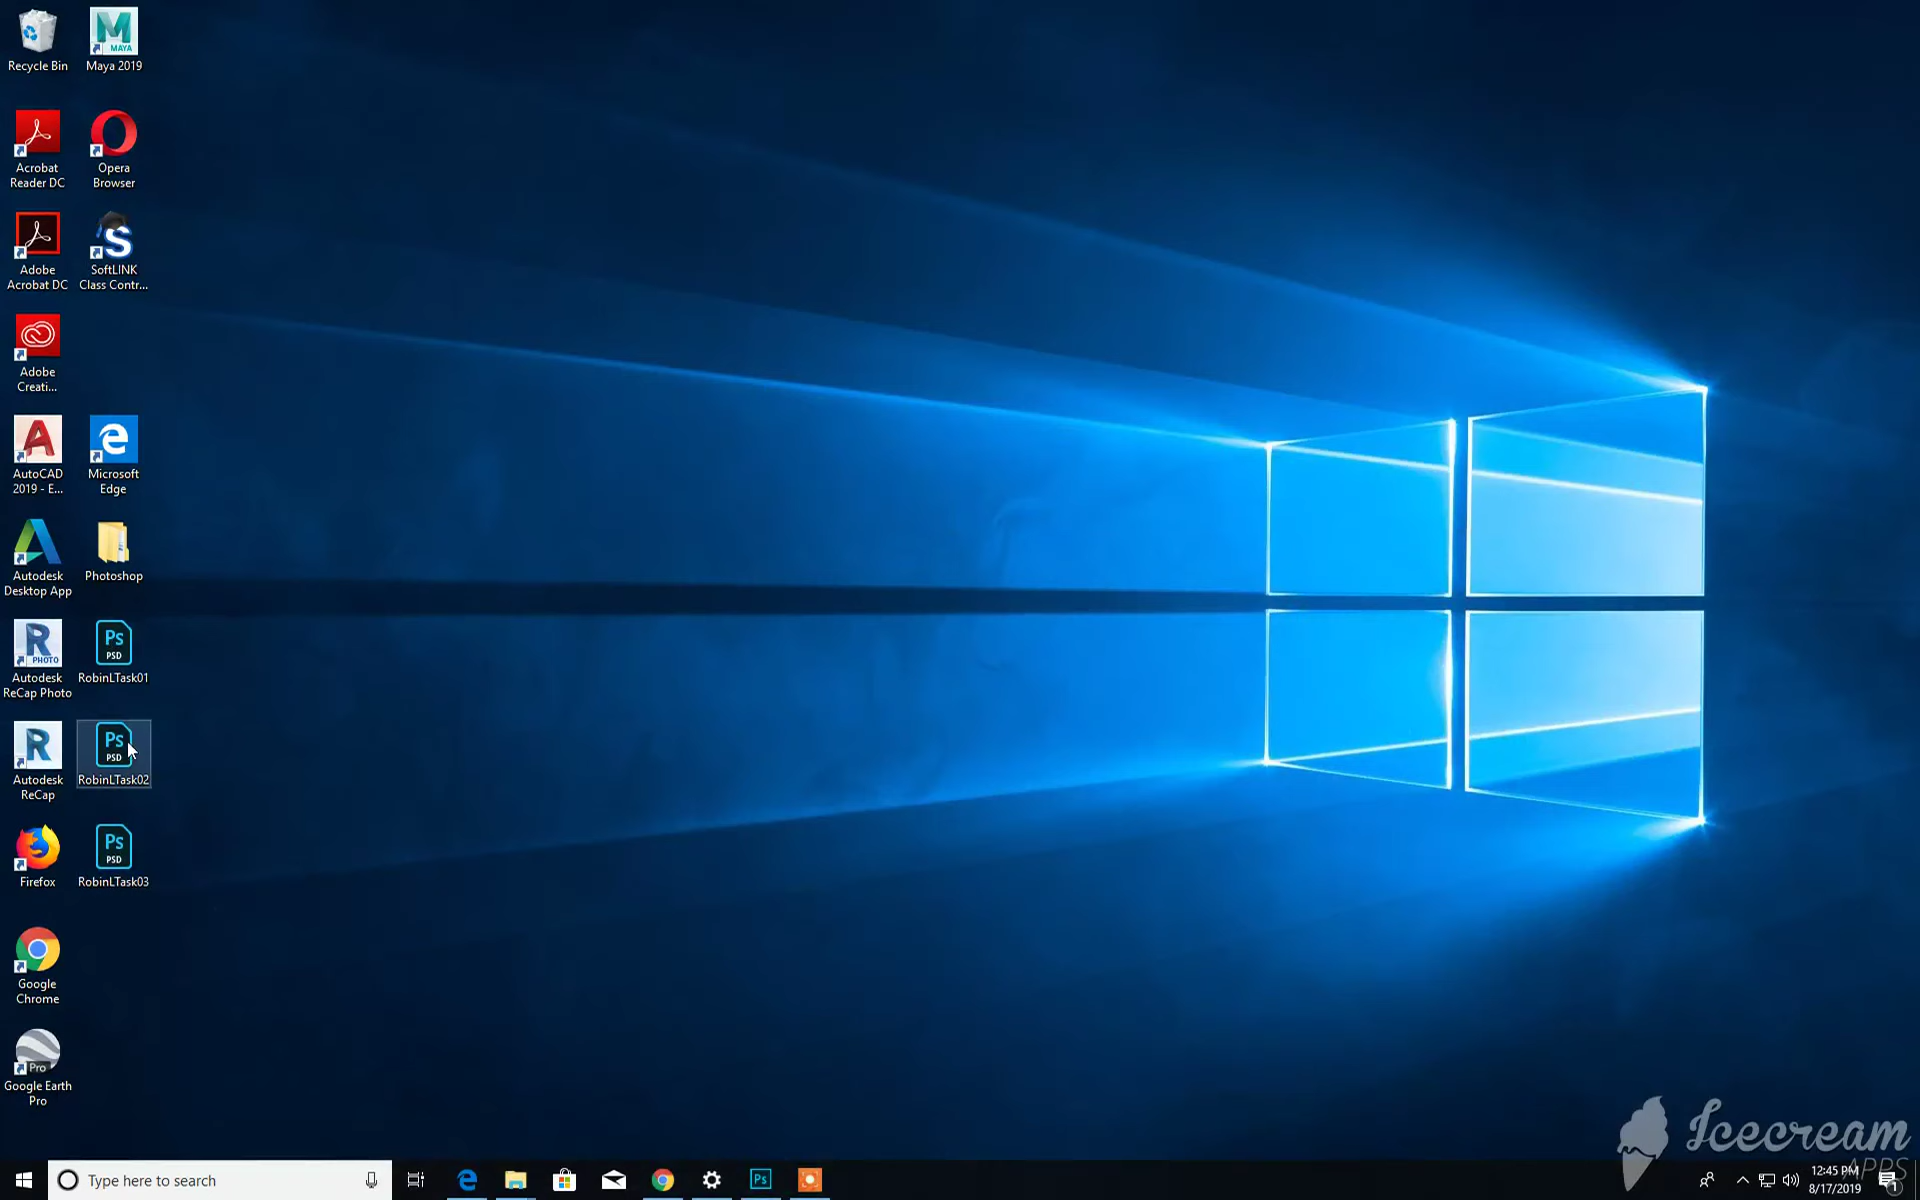 Recycle Bin
MAYA
Maya 2019
Acrobat
Reader DC
Opera
Browser
Adobe
Acrobat DC
S
SoftLINK
Class Contr...
Adobe
Creati...
A
AutoCAD
2019 - E...
Microsoft
Edge
Autodesk
Desktop App
Photoshop
R
PHOTO
Autodesk
ReCap Photo
Ps
PSD
RobinLTask01
R
Autodesk
ReCap
Ps
PSD
RobinLTask02
Firefox
Ps
PSD
RobinLTask03
Google
Chrome
Pro
Google Earth
Pro
Icecream
APPS
Type here to search
Ps
12:45 PM
8/17/2019
1